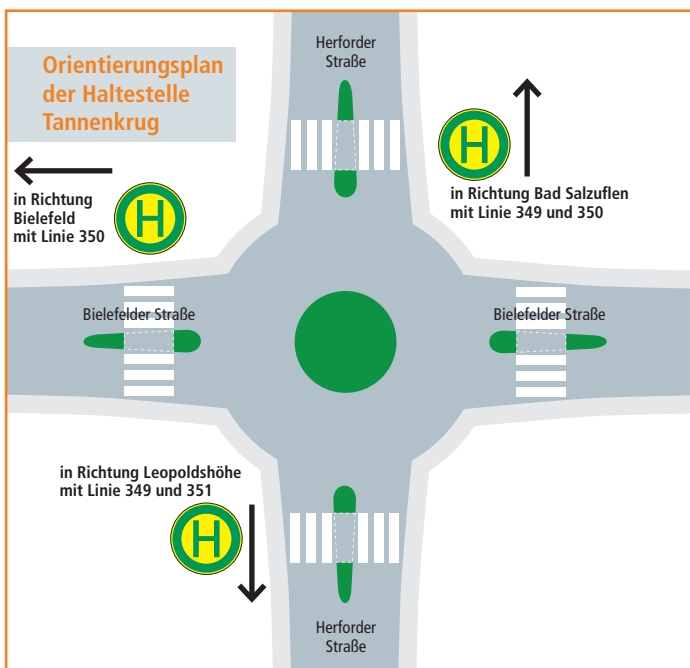 Orientierungsplan
der Haltestelle
Tannenkrug
Herforder
Straße
H
in Richtung Bad Salzuflen
mit Linie 349 und 350
in Richtung
Bielefeld
mit Linie 350
H
Bielefelder Straße
Bielefelder Straße
in Richtung Leopoldshöhe
mit Linie 349 und 351
H
Herforder
Straße